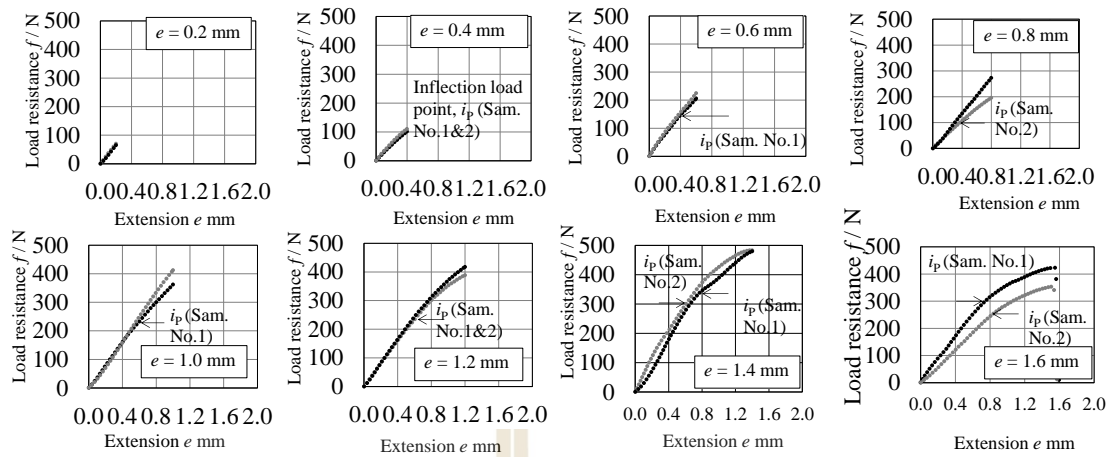 Load resistance f / N
500
400
300
200
100
0
e = 0.2 mm
0.00.40.81.21.62.0
Extension e mm
Load resistance f / N
500
400
300
200
100
0
e = 0.4 mm
Inflection load
point, iP (Sam.
No.1&2)
0.00.40.81.21.62.0
Extension e mm
Load resistance f / N
500
400
300
200
100
0
e = 0.6 mm
iP (Sam. No.1)
0.00.40.81.21.62.0
Extension e mm
Load resistance f / N
500
400
300
200
100
0
e = 0.8 mm
iP (Sam.
No.2)
0.00.40.81.21.62.0
Extension e mm
Load resistance f / N
500
400
300
200
100
0
iP (Sam.
No.1)
e = 1.0 mm
0.00.40.81.21.62.0
Extension e mm
Load resistance f / N
500
400
300
200
100
0
iP (Sam.
No.1&2)
e = 1.2 mm
0.00.40.81.21.62.0
Extension e mm
Load resistance f / N
500
400
300
200
100
0
iP (Sam.
No.2)
iP (Sam.
No.1)
e = 1.4 mm
0.0 0.4 0.8 1.2 1.6 2.0
Extension e mm
Load resistance f / N
500
400
300
200
100
0
iP (Sam. No.1)
iP (Sam.
No.2)
e = 1.6 mm
0.0 0.4 0.8 1.2 1.6 2.0
Extension e mm